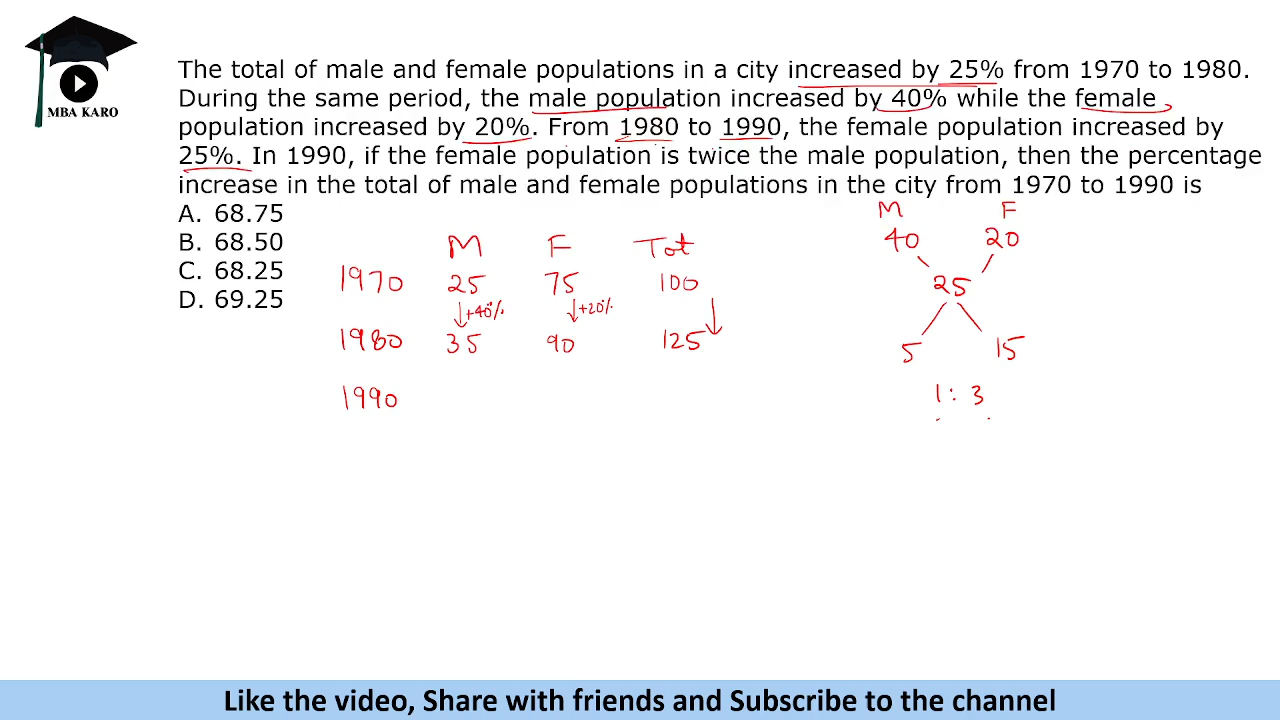 MBA KARO
The total of male and female populations in a city increased by 25% from 1970 to 1980.
During the same period, the male population increased by 40% while the female
population increased by 20%. From 1980 to 1990, the female population increased by
25%. In 1990, if the female population is twice the male population, then the percentage
increase in the total of male and female populations in the city from 1970 to 1990 is
A. 68.75
B. 68.50
C. 68.25
D. 69.25
M F Tot
1970 25 75 100
+40% +20%
1980 35 90 125
1990
M F
40 20
25
5 15
1 : 3
Like the video, Share with friends and Subscribe to the channel